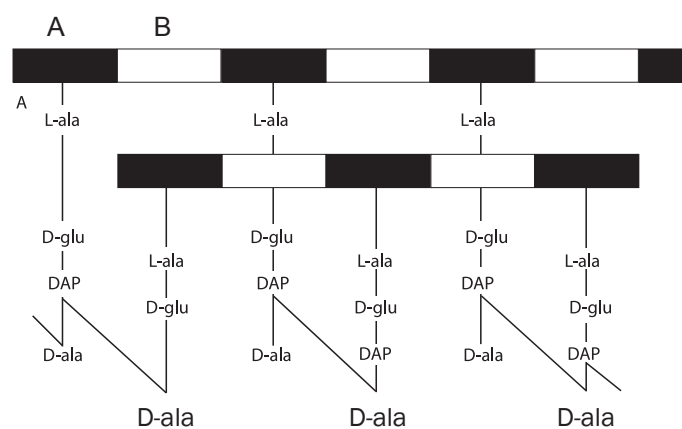 A B
A
L-ala L-ala L-ala
D-glu D-glu D-glu
L-ala L-ala L-ala
DAP DAP DAP
D-glu D-glu D-glu
D-ala D-ala DAP D-ala DAP
D-ala D-ala D-ala